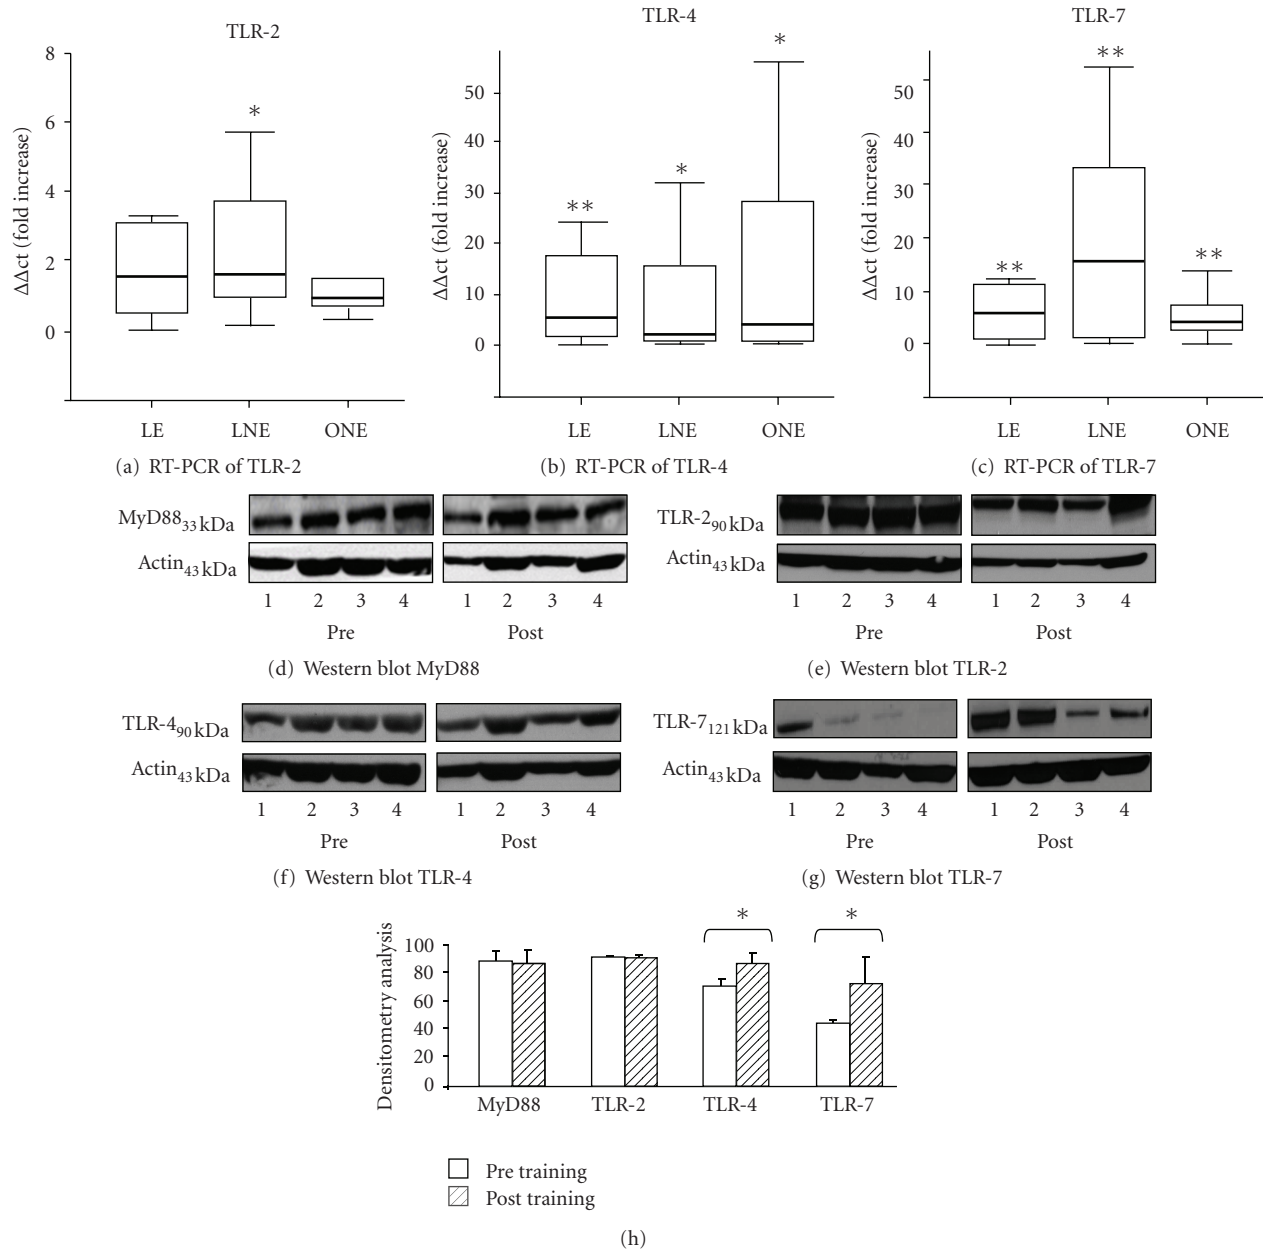 TLR-2
TLR-4
TLR-7
ΔΔct (fold increase)
8
6
4
2
0
*
LE LNE ONE
(a) RT-PCR of TLR-2
ΔΔct (fold increase)
50
40
30
20
10
0
** * *
LE LNE ONE
(b) RT-PCR of TLR-4
ΔΔct (fold increase)
50
40
30
20
10
0
** ** **
LE LNE ONE
(c) RT-PCR of TLR-7
MyD88 33 kDa
Actin 43 kDa
1 2 3 4 1 2 3 4
Pre Post
(d) Western blot MyD88
TLR-2 90 kDa
Actin 43 kDa
1 2 3 4 1 2 3 4
Pre Post
(e) Western blot TLR-2
TLR-4 90 kDa
Actin 43 kDa
1 2 3 4 1 2 3 4
Pre Post
(f) Western blot TLR-4
TLR-7 121 kDa
Actin 43 kDa
1 2 3 4 1 2 3 4
Pre Post
(g) Western blot TLR-7
Densitometry analysis
100
80
60
40
20
0
* *
MyD88 TLR-2 TLR-4 TLR-7
Pre training
Post training
(h)